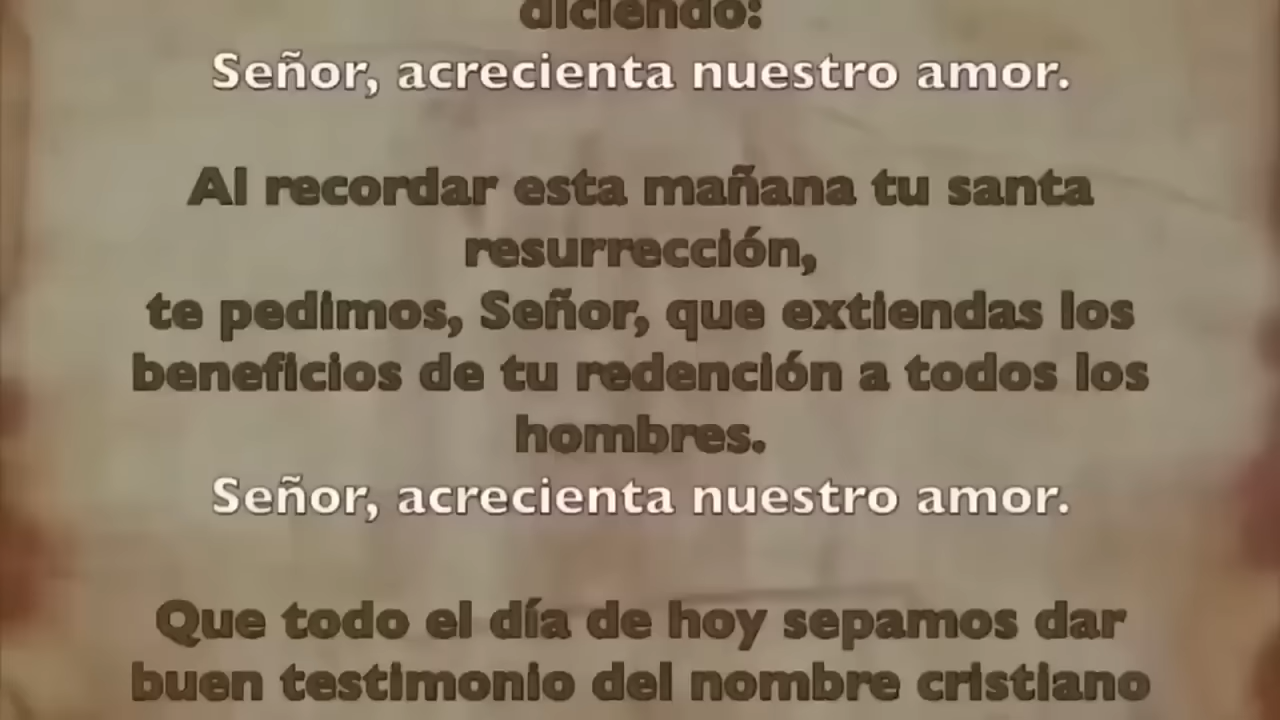 diciendo:
Señor, acrecienta nuestro amor.
Al recordar esta mañana tu santa
resurrección,
te pedimos, Señor, que extiendas los
beneficios de tu redención a todos los
hombres.
Señor, acrecienta nuestro amor.
Que todo el día de hoy sepamos dar
buen testimonio del nombre cristiano